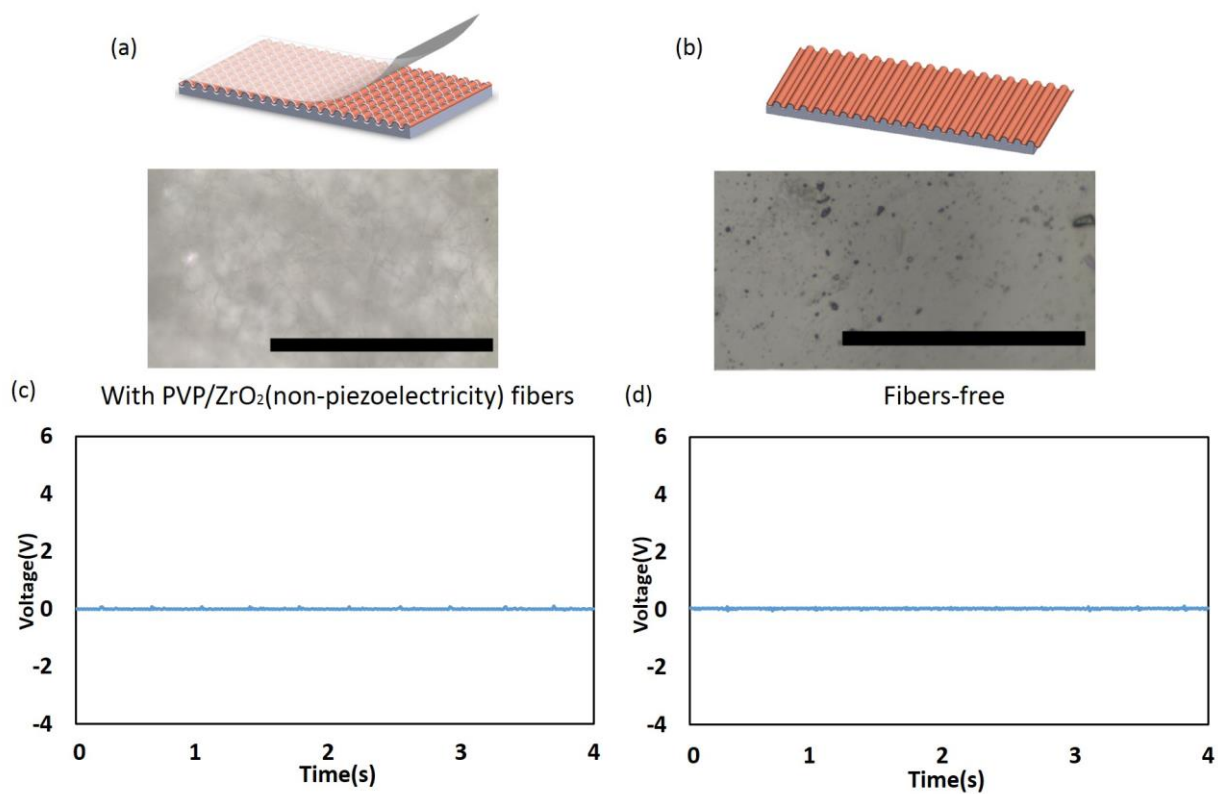 (a)
(b)
(c) With PVP/ZrO₂(non-piezoelectricity) fibers
(d) Fibers-free
6
4
2
0
-2
-4
Voltage(V)
0 1 2 3 4
Time(s)
6
4
2
0
-2
-4
Voltage(V)
0 1 2 3 4
Time(s)